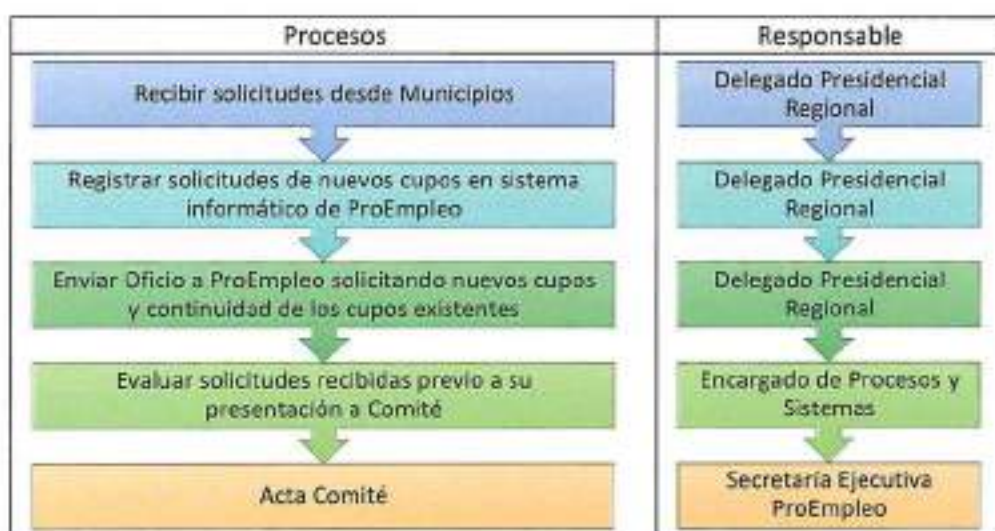 Procesos
Responsable
Recibir solicitudes desde Municipios
Delegado Presidencial
Regional
Registrar solicitudes de nuevos cupos en sistema
informático de ProEmpleo
Delegado Presidencial
Regional
Enviar Oficio a ProEmpleo solicitando nuevos cupos
y continuidad de los cupos existentes
Delegado Presidencial
Regional
Evaluar solicitudes recibidas previo a su
presentación a Comité
Encargado de Procesos y
Sistemas
Acta Comité
Secretaría Ejecutiva
ProEmpleo